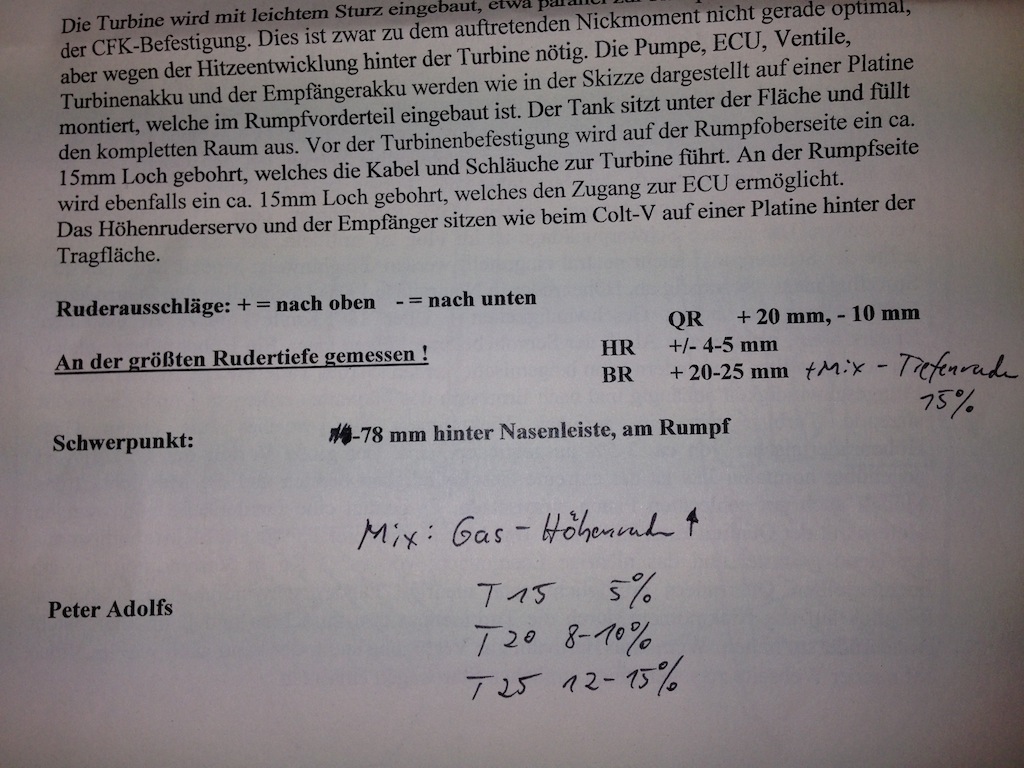 Die Turbine wird mit leichtem Sturz eingebaut, etwa parallel
der CFK-Befestigung. Dies ist zwar zu dem auftretenden Nickmoment nicht gerade optimal,
aber wegen der Hitzeentwicklung hinter der Turbine nötig. Die Pumpe, ECU, Ventile,
Turbinenakku und der Empfängerakku werden wie in der Skizze dargestellt auf einer Platine
montiert, welche im Rumpfvorderteil eingebaut ist. Der Tank sitzt unter der Fläche und füllt
den kompletten Raum aus. Vor der Turbinenbefestigung wird auf der Rumpfoberseite ein ca.
15mm Loch gebohrt, welches die Kabel und Schläuche zur Turbine führt. An der Rumpfseite
wird ebenfalls ein ca. 15mm Loch gebohrt, welches den Zugang zur ECU ermöglicht.
Das Höhenruderservo und der Empfänger sitzen wie beim Colt-V auf einer Platine hinter der
Tragfläche.
Ruderausschläge: + = nach oben - = nach unten
QR + 20 mm, - 10 mm
An der größten Rudertiefe gemessen !
HR +/- 4-5 mm
BR + 20-25 mm + Mix - Tiefenruder
15%
Schwerpunkt: -78 mm hinter Nasenleiste, am Rumpf
Mix: Gas - Höhenruder ↑
T 15 5%
Peter Adolfs
T 20 8-10%
T 25 12-15%